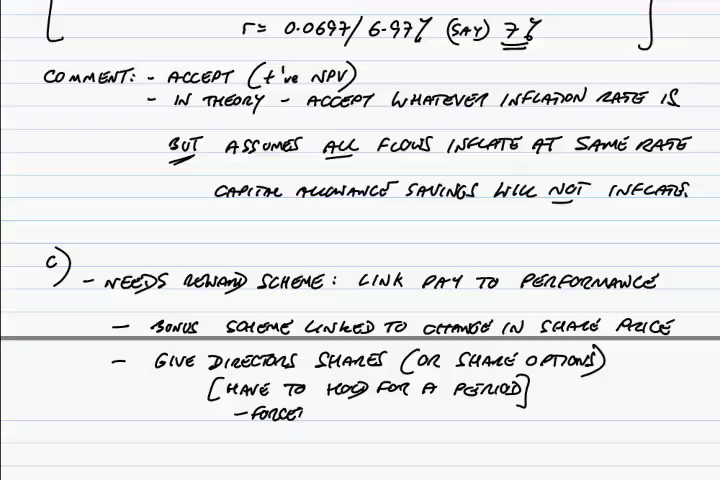 r= 0.0697/6.97% (SAY) 7%
COMMENT: - ACCEPT (+'ve NPV)
- IN THEORY - ACCEPT WHATEVER INFLATION RATE IS
BUT ASSUMES ALL FLOWS INFLATE AT SAME RATE
CAPITAL ALLOWANCE SAVINGS WILL NOT INFLATE.
c)
- NEEDS REWARD SCHEME: LINK PAY TO PERFORMANCE
- BONUS SCHEME LINKED TO CHANGE IN SHARE PRICE
- GIVE DIRECTORS SHARES (OR SHARE OPTIONS)
[HAVE TO HOLD FOR A PERIOD]
- FORCE